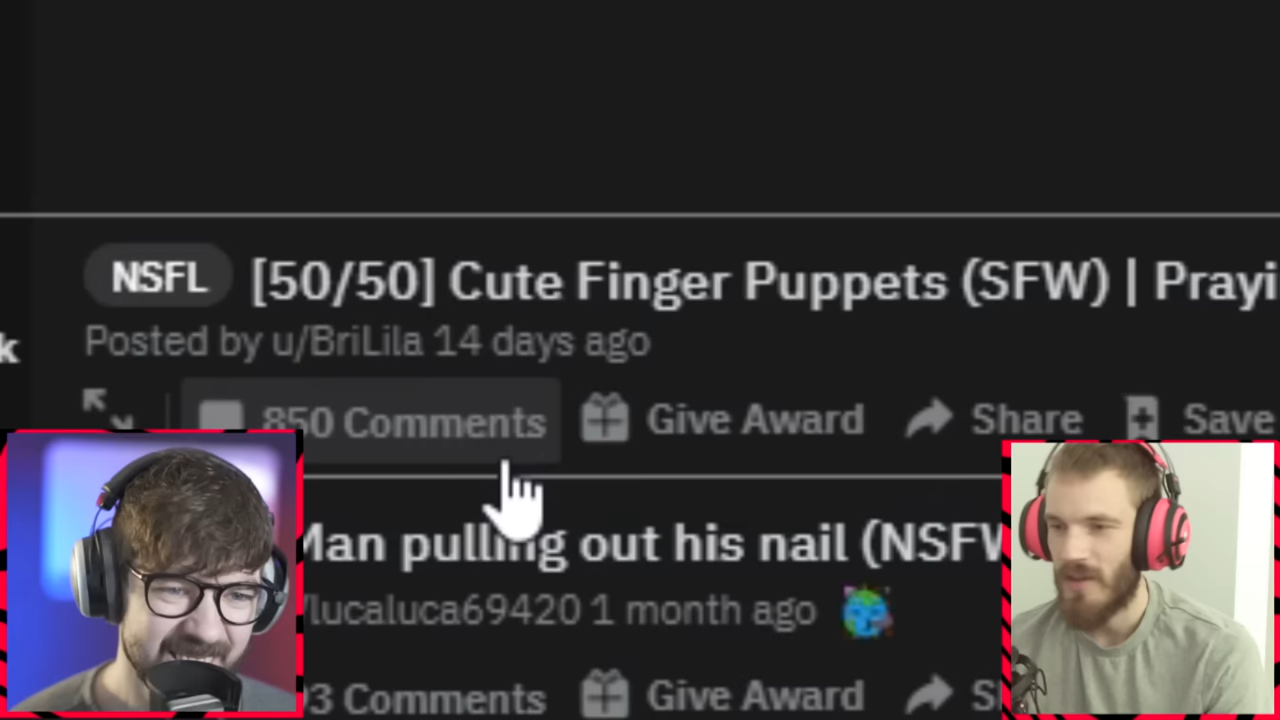 NSFL [50/50] Cute Finger Puppets (SFW) | Prayi
k Posted by u/BriLila 14 days ago
850 Comments Give Award Share Save
Man pulling out his nail (NSFW
/lucaluca69420 1 month ago
93 Comments Give Award S